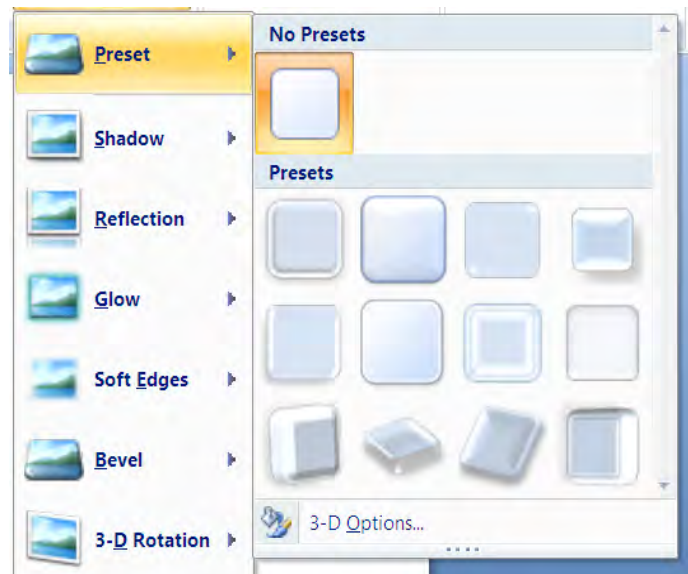 Preset
Shadow
Reflection
Glow
Soft Edges
Bevel
3-D Rotation
No Presets
Presets
3-D Options...